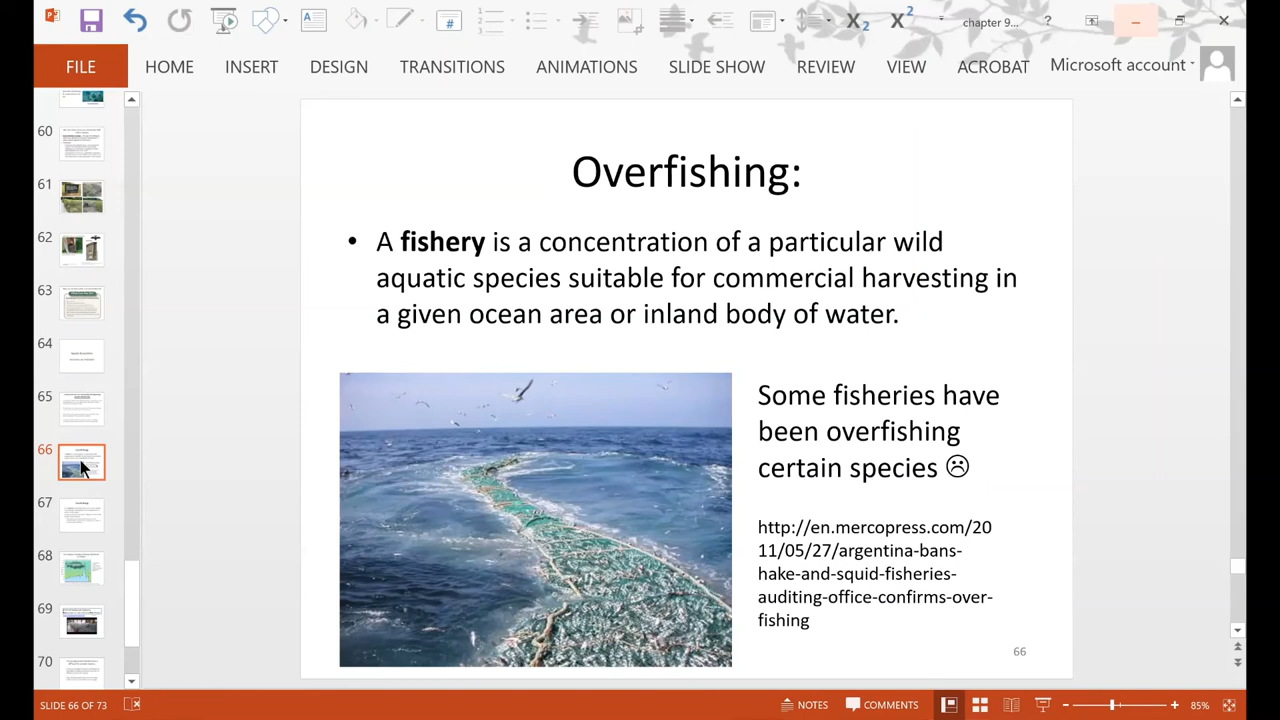 chapter 9... ?
FILE HOME INSERT DESIGN TRANSITIONS ANIMATIONS SLIDE SHOW REVIEW VIEW ACROBAT Microsoft account
60
61
62
63
64
65
66
67
68
69
70
Overfishing:
• A fishery is a concentration of a particular wild
aquatic species suitable for commercial harvesting in
a given ocean area or inland body of water.
Some fisheries have
been overfishing
certain species ☹
http://en.mercopress.com/20
11/05/27/argentina-bans-
hake-and-squid-fisheries-
auditing-office-confirms-over-
fishing
66
SLIDE 66 OF 73 NOTES COMMENTS 85%